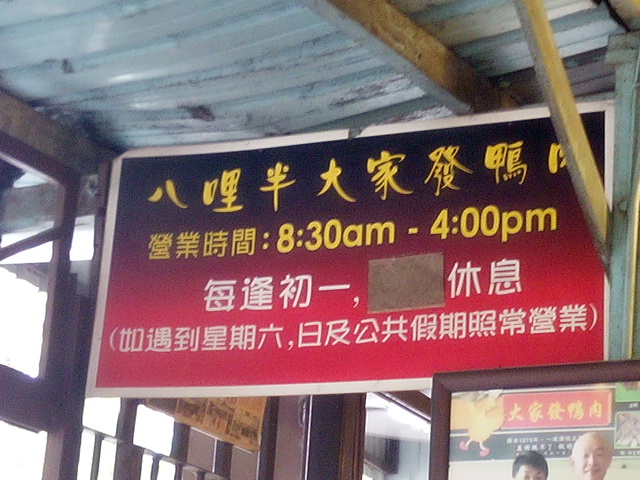 八哩半大家發鴨肉
營業時間：8:30am - 4:00pm
每逢初一, 休息
（如遇到星期六,日及公共假期照常營業）
大家發鴨肉